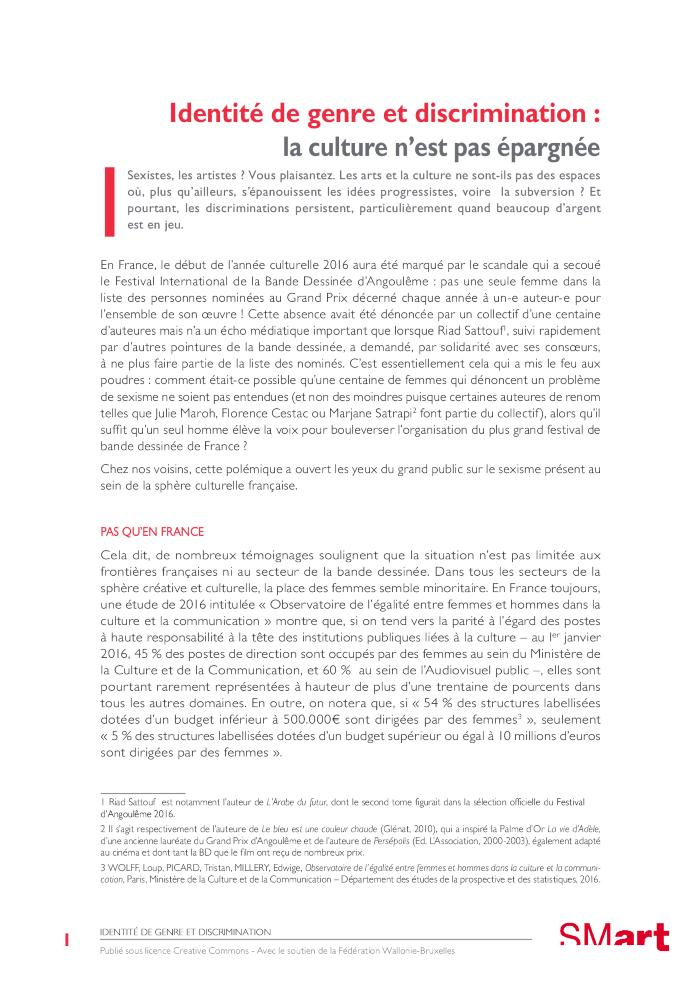 Identité de genre et discrimination :
la culture n'est pas épargnée
Sexistes, les artistes ? Vous plaisantez. Les arts et la culture ne sont-ils pas des espaces
où, plus qu'ailleurs, s'épanouissent les idées progressistes, voire la subversion ? Et
pourtant, les discriminations persistent, particulièrement quand beaucoup d'argent
est en jeu.
En France, le début de l'année culturelle 2016 aura été marqué par le scandale qui a secoué
le Festival International de la Bande Dessinée d'Angoulême : pas une seule femme dans la
liste des personnes nominées au Grand Prix décerné chaque année à un-e auteur-e pour
l'ensemble de son œuvre ! Cette absence avait été dénoncée par un collectif d'une centaine
d'auteures mais n'a un écho médiatique important que lorsque Riad Sattouf¹, suivi rapidement
par d'autres pointures de la bande dessinée, a demandé, par solidarité avec ses consœurs,
à ne plus faire partie de la liste des nominés. C'est essentiellement cela qui a mis le feu aux
poudres : comment était-ce possible qu'une centaine de femmes qui dénoncent un problème
de sexisme ne soient pas entendues (et non des moindres puisque certaines auteures de renom
telles que Julie Maroh, Florence Cestac ou Marjane Satrapi² font partie du collectif), alors qu'il
suffit qu'un seul homme élève la voix pour bouleverser l'organisation du plus grand festival de
bande dessinée de France ?
Chez nos voisins, cette polémique a ouvert les yeux du grand public sur le sexisme présent au
sein de la sphère culturelle française.
PAS QU'EN FRANCE
Cela dit, de nombreux témoignages soulignent que la situation n'est pas limitée aux
frontières françaises ni au secteur de la bande dessinée. Dans tous les secteurs de la
sphère créative et culturelle, la place des femmes semble minoritaire. En France toujours,
une étude de 2016 intitulée « Observatoire de l'égalité entre femmes et hommes dans la
culture et la communication » montre que, si on tend vers la parité à l'égard des postes
à haute responsabilité à la tête des institutions publiques liées à la culture – au 1er janvier
2016, 45 % des postes de direction sont occupés par des femmes au sein du Ministère de
la Culture et de la Communication, et 60 % au sein de l'Audiovisuel public –, elles sont
pourtant rarement représentées à hauteur de plus d'une trentaine de pourcents dans
tous les autres domaines. En outre, on notera que, si « 54 % des structures labellisées
dotées d'un budget inférieur à 500.000€ sont dirigées par des femmes³ », seulement
« 5 % des structures labellisées dotées d'un budget supérieur ou égal à 10 millions d'euros
sont dirigées par des femmes ».
1 Riad Sattouf est notamment l'auteur de L'Arabe du futur, dont le second tome figurait dans la sélection officielle du Festival
d'Angoulême 2016.
2 Il s'agit respectivement de l'auteure de Le bleu est une couleur chaude (Glénat, 2010), qui a inspiré la Palme d'Or La vie d'Adèle,
d'une ancienne lauréate du Grand Prix d'Angoulême et de l'auteure de Persépolis (Ed. L'Association, 2000-2003), également adapté
au cinéma et dont tant la BD que le film ont reçu de nombreux prix.
3 WOLFF, Loup, PICARD, Tristan, MILLERY, Edwige, Observatoire de l'égalité entre femmes et hommes dans la culture et la communi-
cation, Paris, Ministère de la Culture et de la Communication – Département des études de la prospective et des statistiques, 2016.
1
IDENTITÉ DE GENRE ET DISCRIMINATION
Publié sous licence Creative Commons - Avec le soutien de la Fédération Wallonie-Bruxelles
SMart